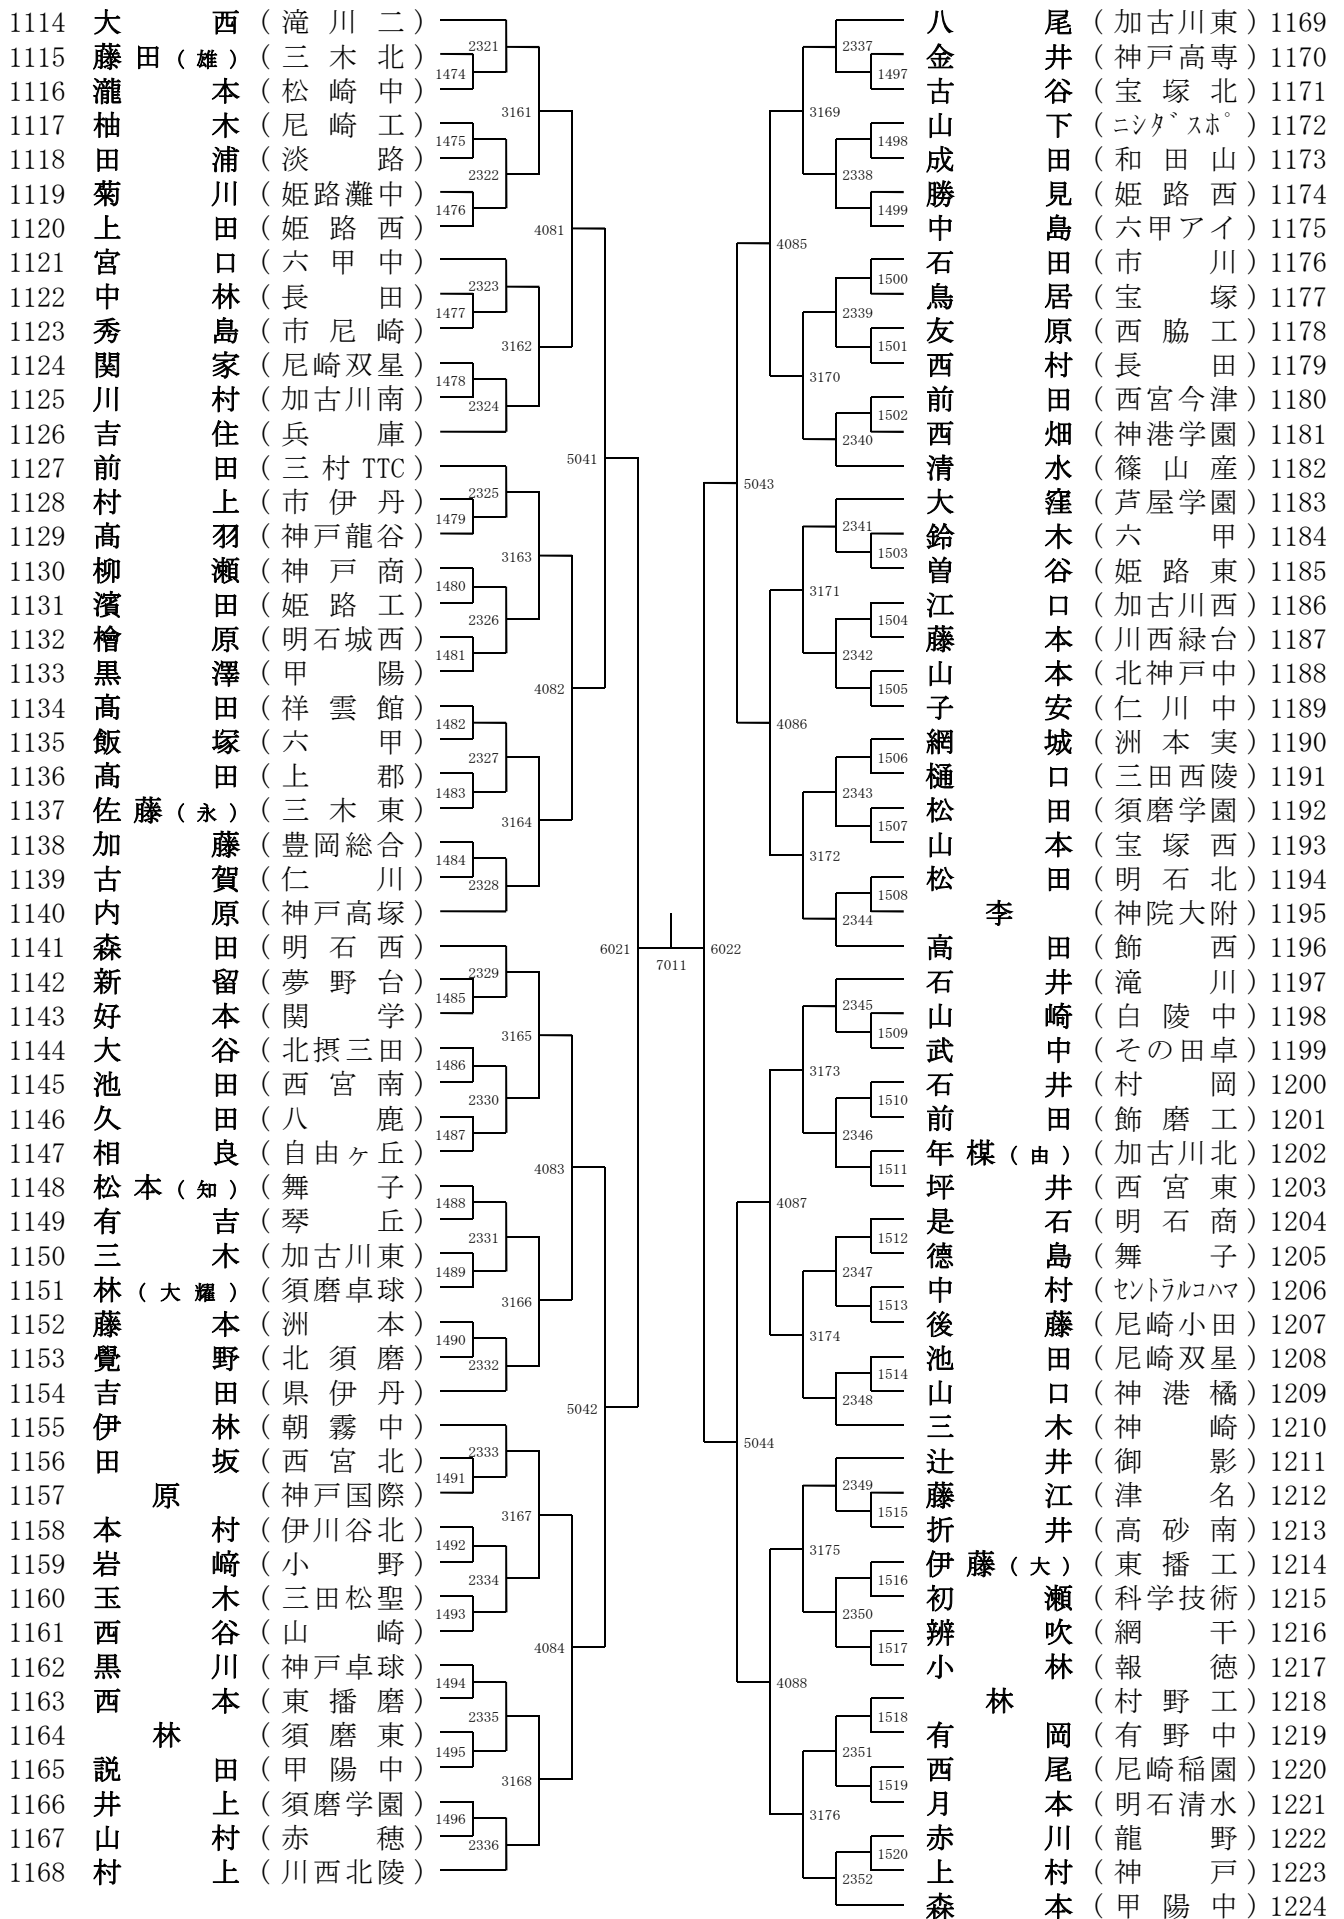 1114 大西 (滝川二)
1115 藤田(雄) (三木北)
1116 瀧本 (松崎中)
1117 柚木 (尼崎工)
1118 田浦 (淡路)
1119 菊川 (姫路灘中)
1120 上田 (姫路西)
1121 宮口 (六甲中)
1122 中林 (長田)
1123 秀島 (市尼崎)
1124 関家 (尼崎双星)
1125 川村 (加古川南)
1126 吉住 (兵庫)
1127 前田 (三村TTC)
1128 村上 (市伊丹)
1129 髙羽 (神戸龍谷)
1130 柳瀬 (神戸商)
1131 濱田 (姫路工)
1132 檜原 (明石城西)
1133 黒澤 (甲陽)
1134 髙田 (祥雲館)
1135 飯塚 (六甲)
1136 髙田 (上郡)
1137 佐藤(永) (三木東)
1138 加藤 (豊岡総合)
1139 古賀 (仁川)
1140 内原 (神戸高塚)
1141 森田 (明石西)
1142 新留 (夢野台)
1143 好本 (関学)
1144 大谷 (北摂三田)
1145 池田 (西宮南)
1146 久田 (八鹿)
1147 相良 (自由ヶ丘)
1148 松本(知) (舞子)
1149 有吉 (琴丘)
1150 三木 (加古川東)
1151 林(大耀) (須磨卓球)
1152 藤本 (洲本)
1153 覺野 (北須磨)
1154 吉田 (県伊丹)
1155 伊林 (朝霧中)
1156 田坂 (西宮北)
1157 原 (神戸国際)
1158 本村 (伊川谷北)
1159 岩﨑 (小野)
1160 玉木 (三田松聖)
1161 西谷 (山崎)
1162 黒川 (神戸卓球)
1163 西本 (東播磨)
1164 林 (須磨東)
1165 説田 (甲陽中)
1166 井上 (須磨学園)
1167 山村 (赤穂)
1168 村上 (川西北陵)
2321
1474
3161
1475
2322
1476
4081
2323
1477
3162
1478
2324
5041
2325
1479
3163
1480
2326
1481
4082
1482
2327
1483
3164
1484
2328
6021
2329
1485
3165
1486
2330
1487
4083
1488
2331
1489
3166
1490
2332
5042
2333
1491
3167
1492
2334
1493
4084
1494
2335
1495
3168
1496
2336
7011
2337
1497
3169
1498
2338
1499
4085
1500
2339
1501
3170
1502
2340
5043
2341
1503
3171
1504
2342
1505
4086
1506
2343
1507
3172
1508
2344
6022
2345
1509
3173
1510
2346
1511
4087
1512
2347
1513
3174
1514
2348
5044
2349
1515
3175
1516
2350
1517
4088
1518
2351
1519
3176
1520
2352
八尾 (加古川東) 1169
金井 (神戸高専) 1170
古谷 (宝塚北) 1171
山下 (ニシダスポ) 1172
成田 (和田山) 1173
勝見 (姫路西) 1174
中島 (六甲アイ) 1175
石田 (市川) 1176
鳥居 (宝塚) 1177
友原 (西脇工) 1178
西村 (長田) 1179
前田 (西宮今津) 1180
西畑 (神港学園) 1181
清水 (篠山産) 1182
大窪 (芦屋学園) 1183
鈴木 (六甲) 1184
曽谷 (姫路東) 1185
江口 (加古川西) 1186
藤本 (川西緑台) 1187
山本 (北神戸中) 1188
子安 (仁川中) 1189
網城 (洲本実) 1190
樋口 (三田西陵) 1191
松田 (須磨学園) 1192
山本 (宝塚西) 1193
松田 (明石北) 1194
李 (神院大附) 1195
高田 (飾西) 1196
石井 (滝川) 1197
山崎 (白陵中) 1198
武中 (その田卓) 1199
石井 (村岡) 1200
前田 (飾磨工) 1201
年楳(由) (加古川北) 1202
坪井 (西宮東) 1203
是石 (明石商) 1204
德島 (舞子) 1205
中村 (セントラルコハマ) 1206
後藤 (尼崎小田) 1207
池田 (尼崎双星) 1208
山口 (神港橘) 1209
三木 (神崎) 1210
辻井 (御影) 1211
藤江 (津名) 1212
折井 (高砂南) 1213
伊藤(大) (東播工) 1214
初瀬 (科学技術) 1215
辨吹 (網干) 1216
小林 (報徳) 1217
林 (村野工) 1218
有岡 (有野中) 1219
西尾 (尼崎稲園) 1220
月本 (明石清水) 1221
赤川 (龍野) 1222
上村 (神戸) 1223
森本 (甲陽中) 1224